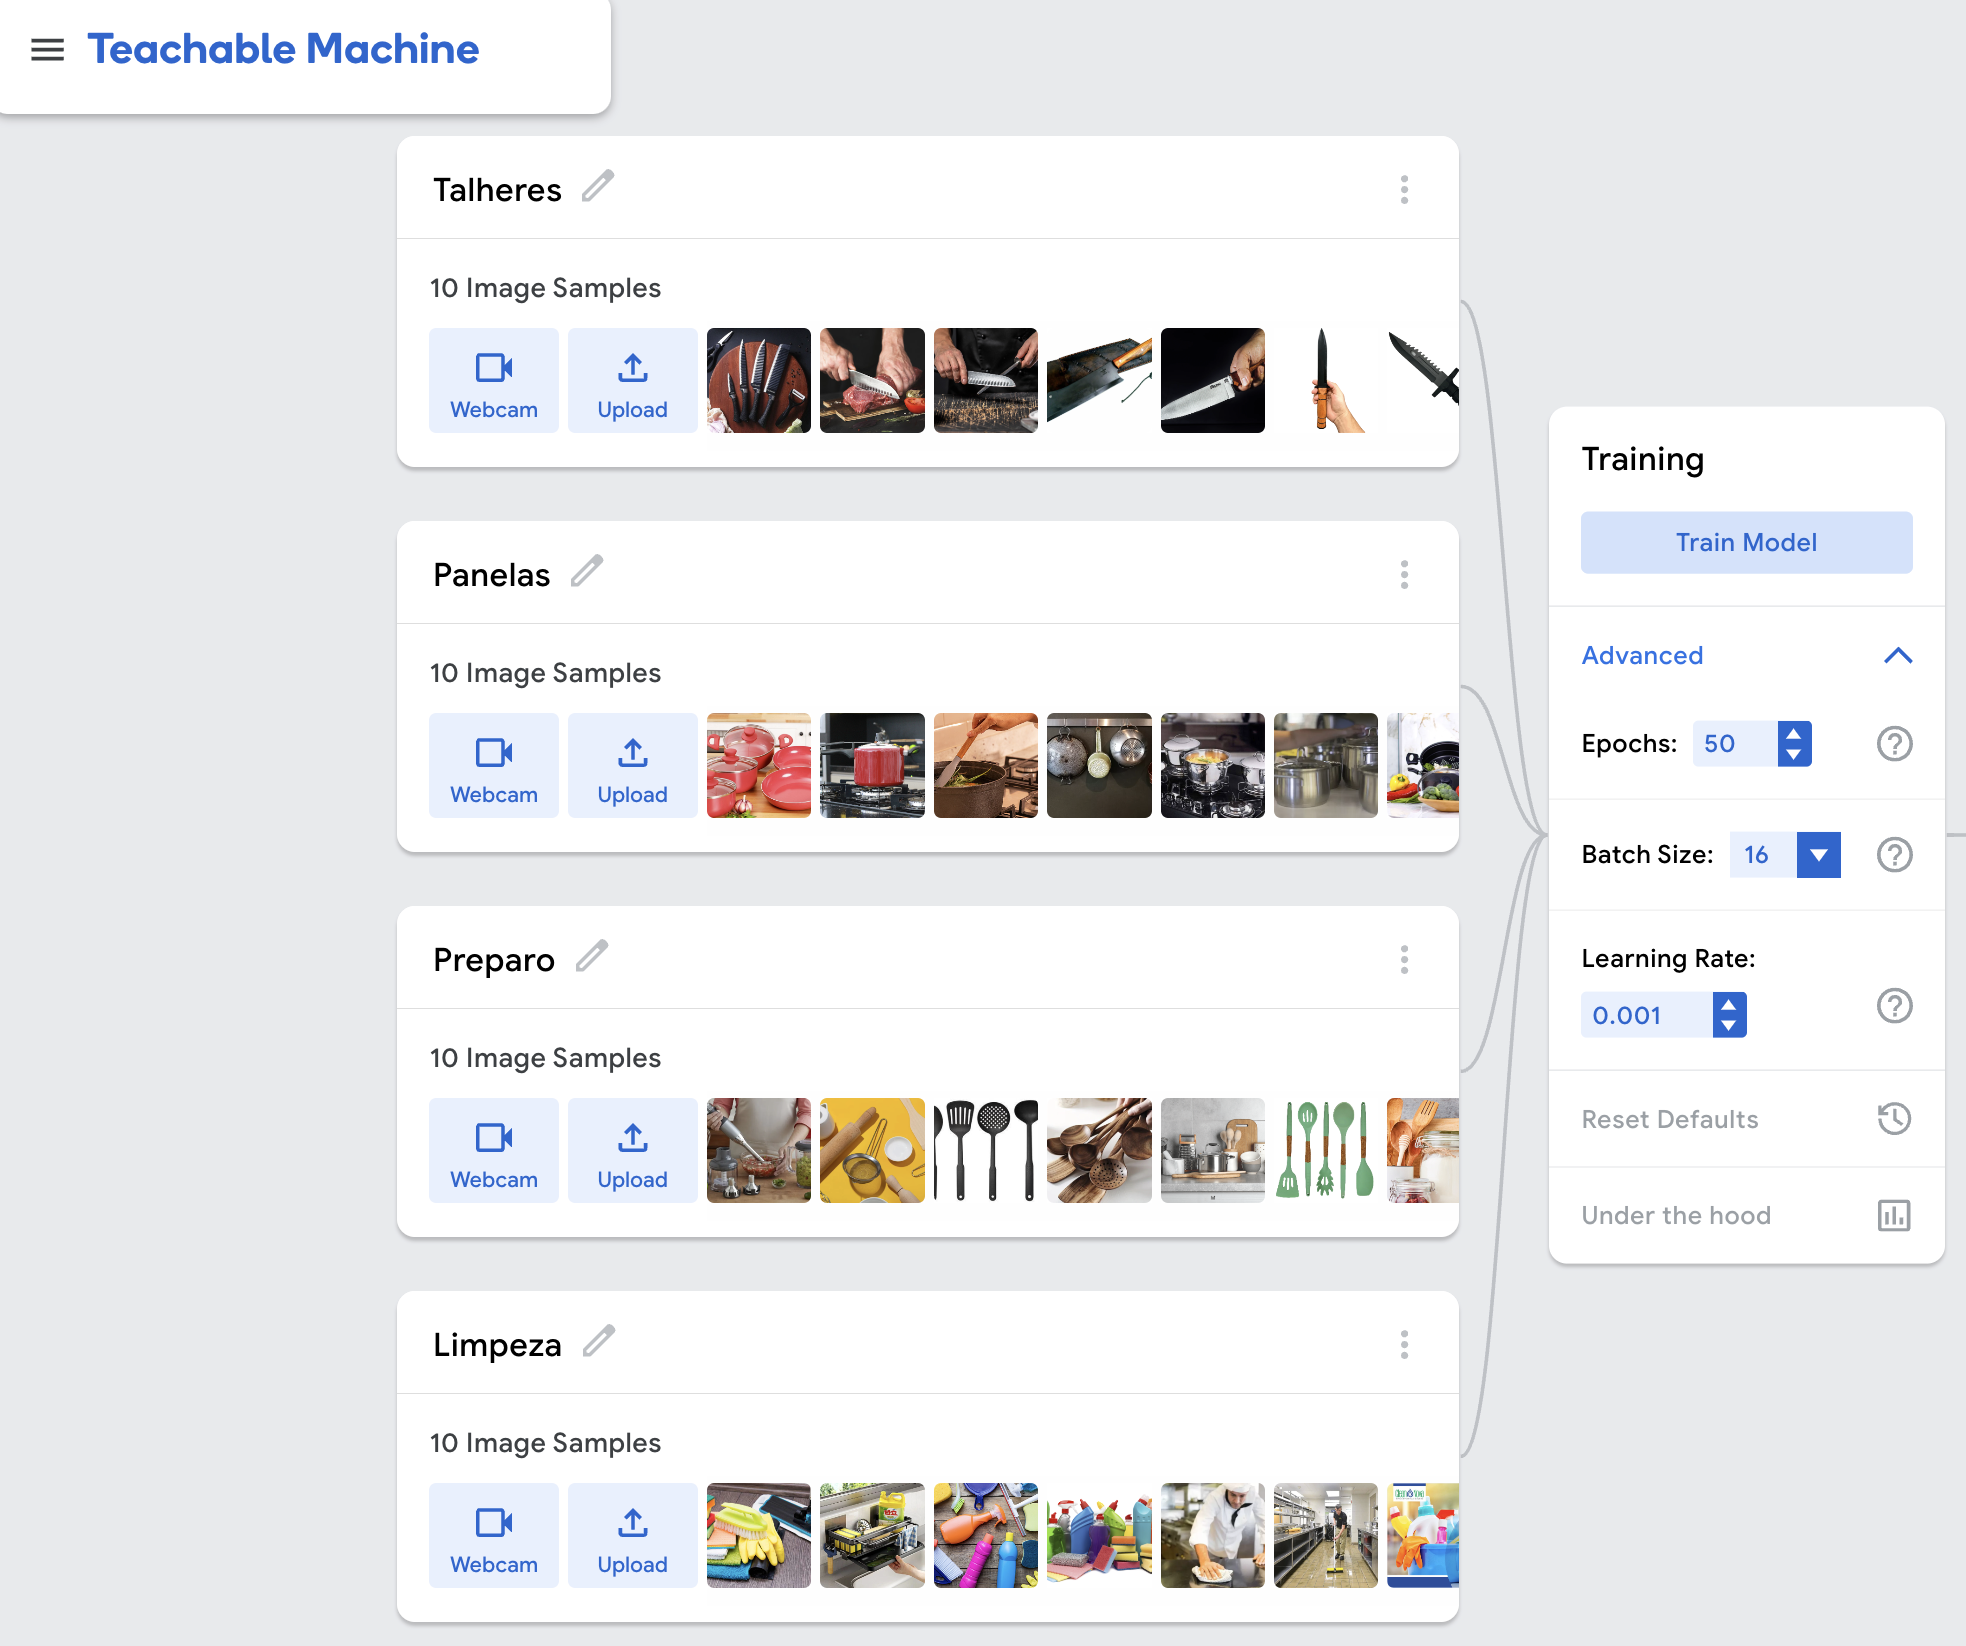 Teachable Machine
Talheres
10 Image Samples
Webcam
Upload
Panelas
10 Image Samples
Webcam
Upload
Preparo
10 Image Samples
Webcam
Upload
Limpeza
10 Image Samples
Webcam
Upload
Training
Train Model
Advanced
Epochs: 50
Batch Size: 16
Learning Rate:
0.001
Reset Defaults
Under the hood